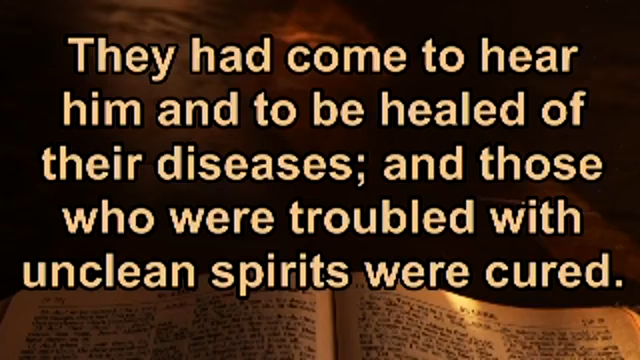 They had come to hear
him and to be healed of
their diseases; and those
who were troubled with
unclean spirits were cured.